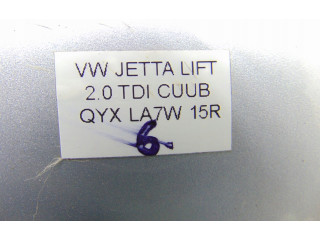 VW JETTA LIFT
2.0 TDI CUUB
QYX LA7W 15R
6.